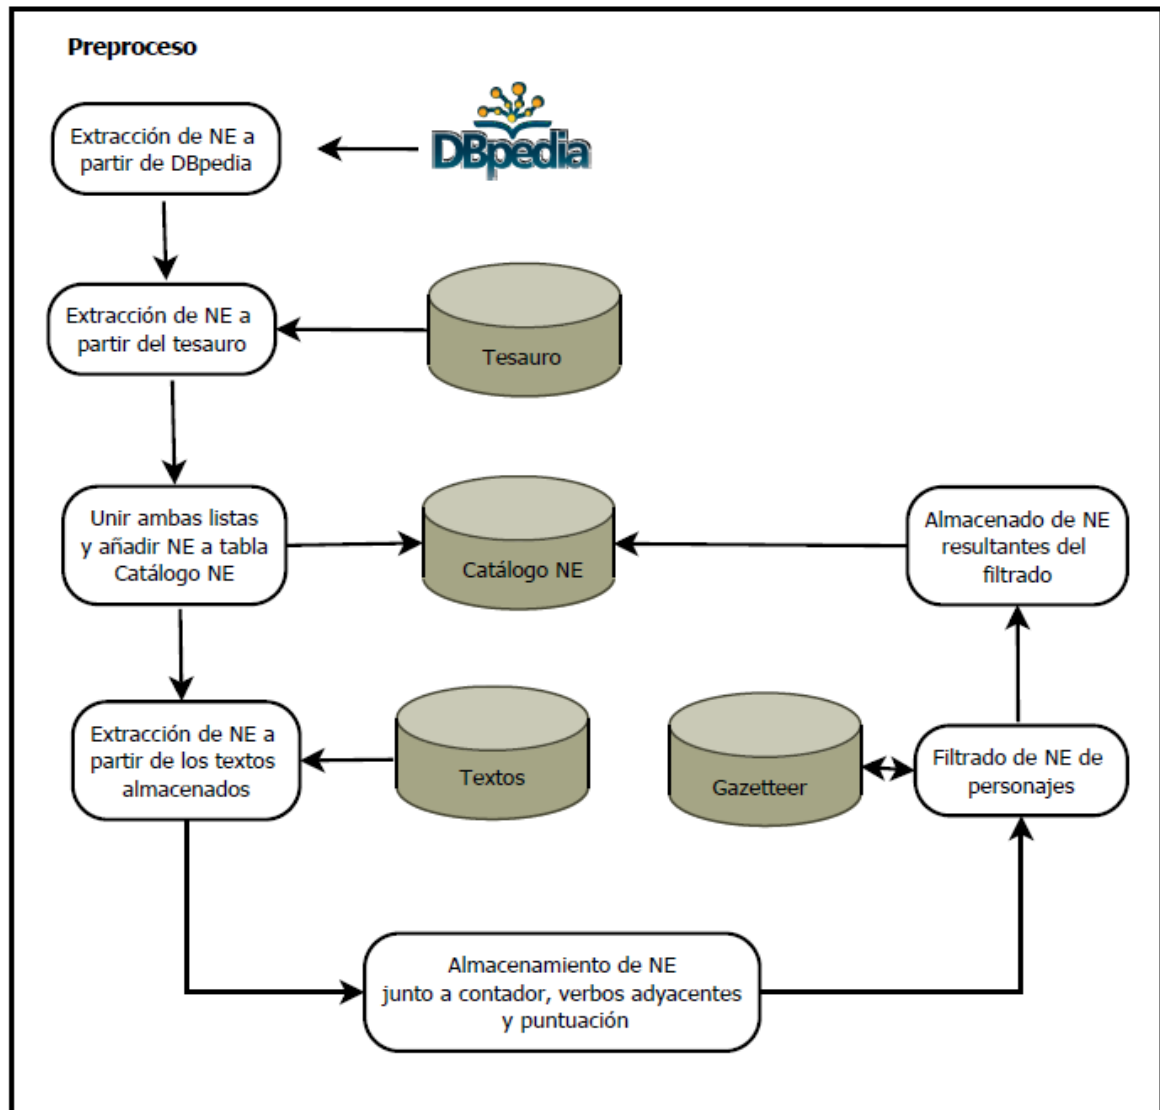 Preproceso
Extracción de NE a
partir de DBpedia
DBpedia
Extracción de NE a
partir del tesauro
Tesauro
Unir ambas listas
y añadir NE a tabla
Catálogo NE
Catálogo NE
Almacenado de NE
resultantes del
filtrado
Extracción de NE a
partir de los textos
almacenados
Textos
Gazetteer
Filtrado de NE de
personajes
Almacenamiento de NE
junto a contador, verbos adyacentes
y puntuación